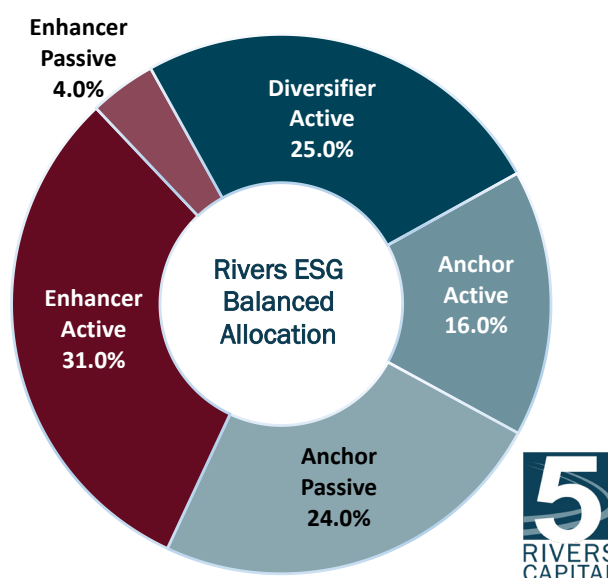 Enhancer
Passive
4.0%
Diversifier
Active
25.0%
Anchor
Active
16.0%
Rivers ESG
Balanced
Allocation
Enhancer
Active
31.0%
Anchor
Passive
24.0%
5
RIVERS
CAPITAL